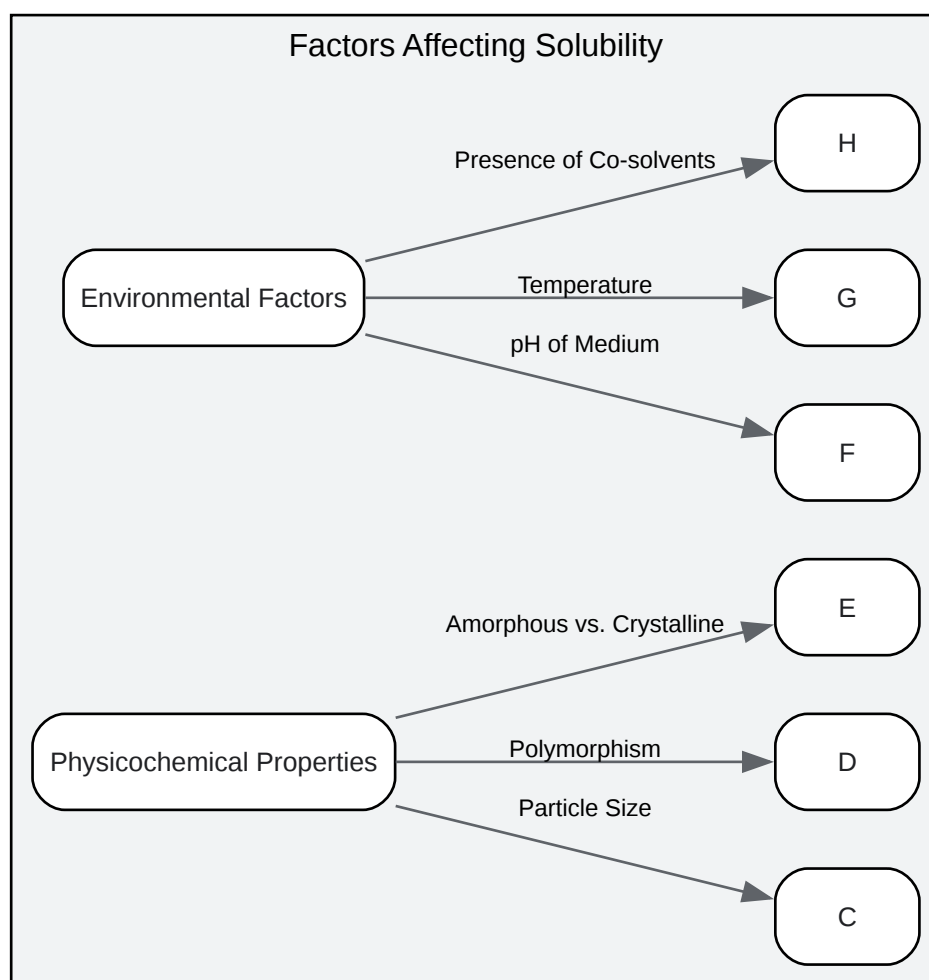 Factors Affecting Solubility
H
Presence of Co-solvents
Environmental Factors
Temperature
G
pH of Medium
F
E
Amorphous vs. Crystalline
Physicochemical Properties
Polymorphism
D
Particle Size
C